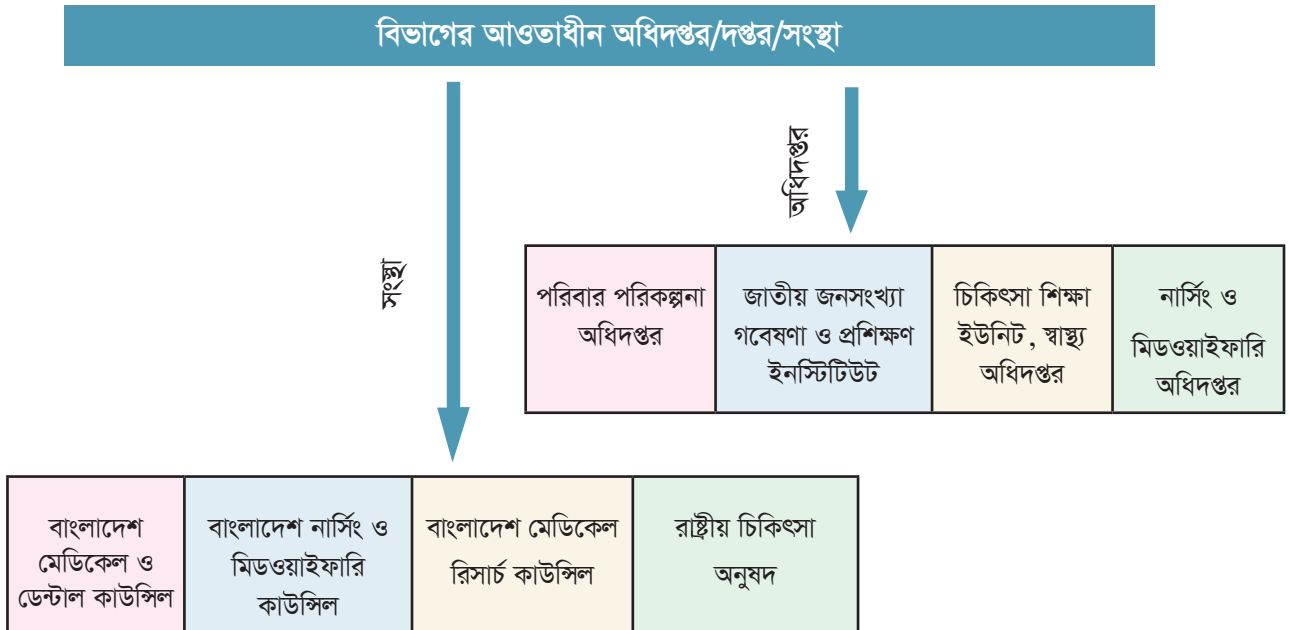 বিভাগের আওতাধীন অধিদপ্তর/দপ্তর/সংস্থা
অধিদপ্তর
সংস্থা
পরিবার পরিকল্পনা
অধিদপ্তর
জাতীয় জনসংখ্যা
গবেষণা ও প্রশিক্ষণ
ইনস্টিটিউট
চিকিৎসা শিক্ষা
ইউনিট, স্বাস্থ্য
অধিদপ্তর
নার্সিং ও
মিডওয়াইফারি
অধিদপ্তর
বাংলাদেশ
মেডিকেল ও
ডেন্টাল কাউন্সিল
বাংলাদেশ নার্সিং ও
মিডওয়াইফারি
কাউন্সিল
বাংলাদেশ মেডিকেল
রিসার্চ কাউন্সিল
রাষ্ট্রীয় চিকিৎসা
অনুষদ